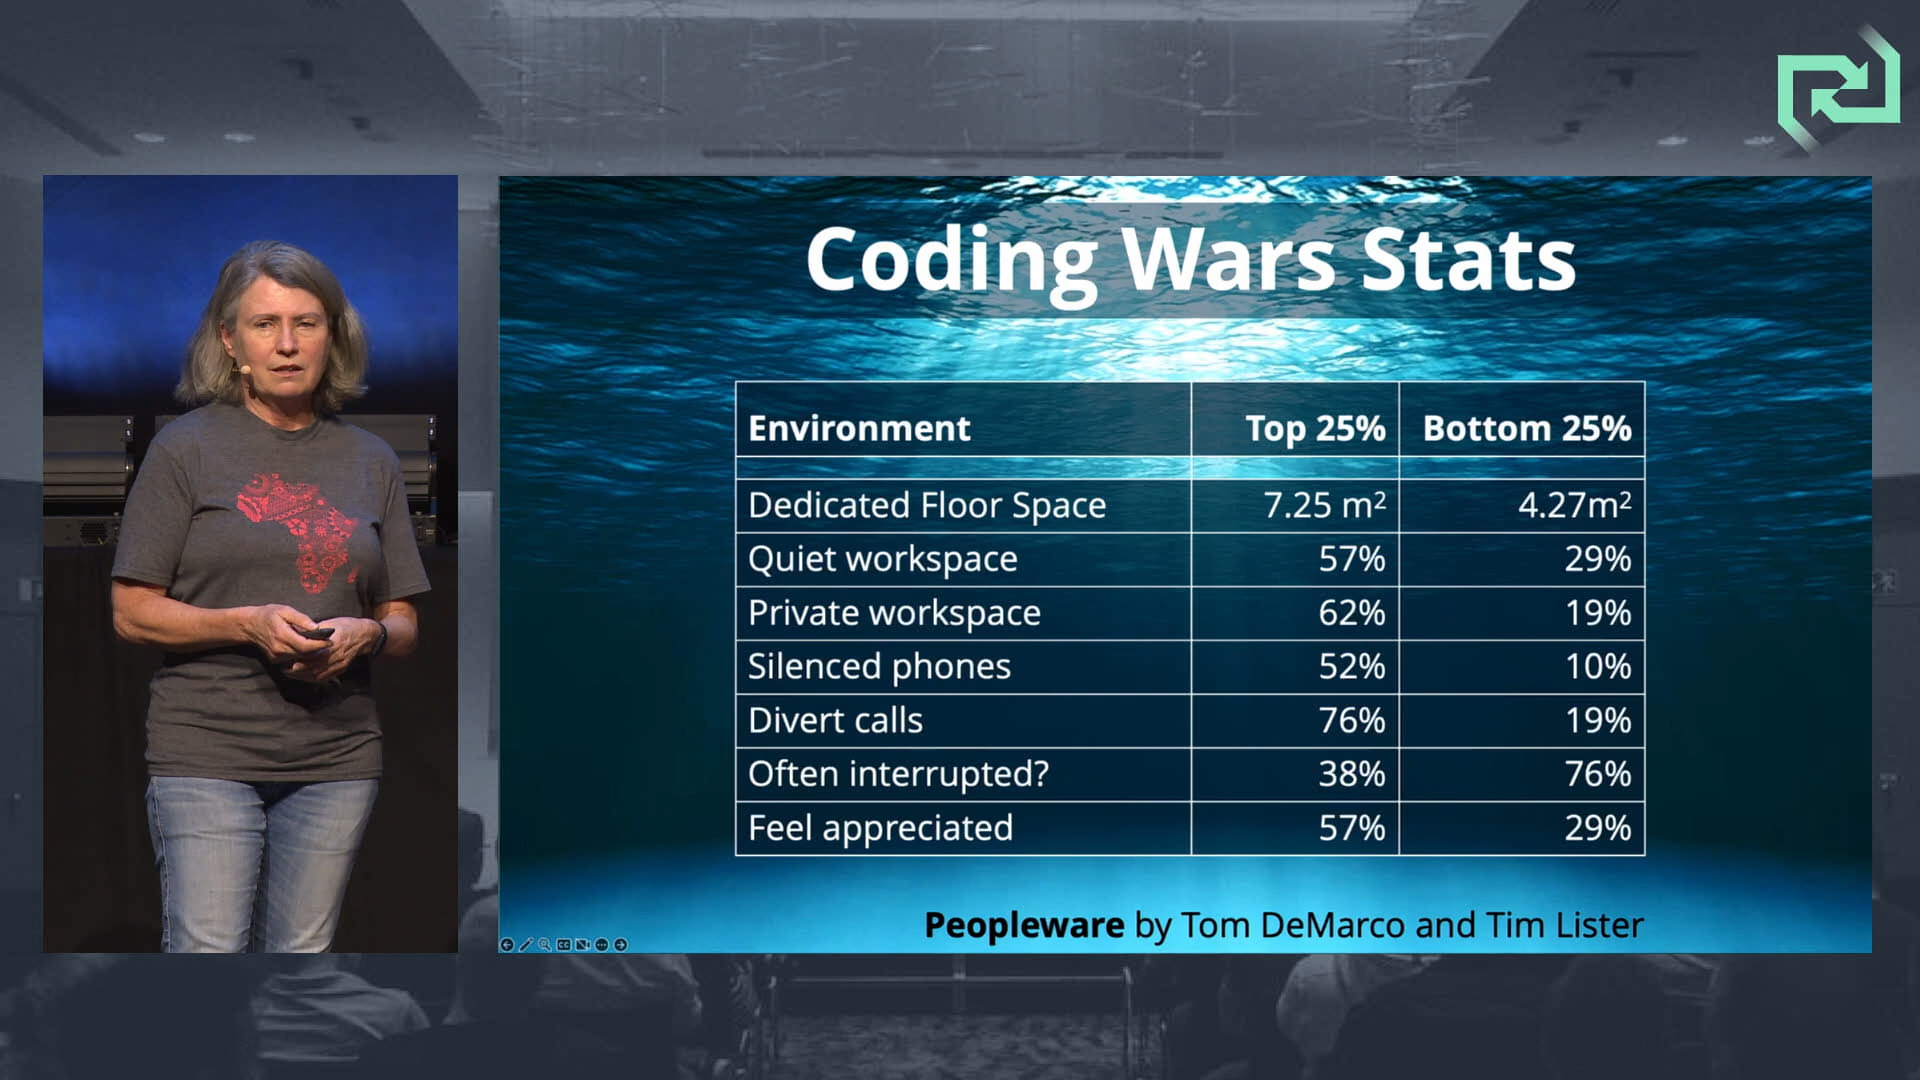 Coding Wars Stats
Environment Top 25% Bottom 25%
Dedicated Floor Space 7.25 m² 4.27m²
Quiet workspace 57% 29%
Private workspace 62% 19%
Silenced phones 52% 10%
Divert calls 76% 19%
Often interrupted? 38% 76%
Feel appreciated 57% 29%
Peopleware by Tom DeMarco and Tim Lister